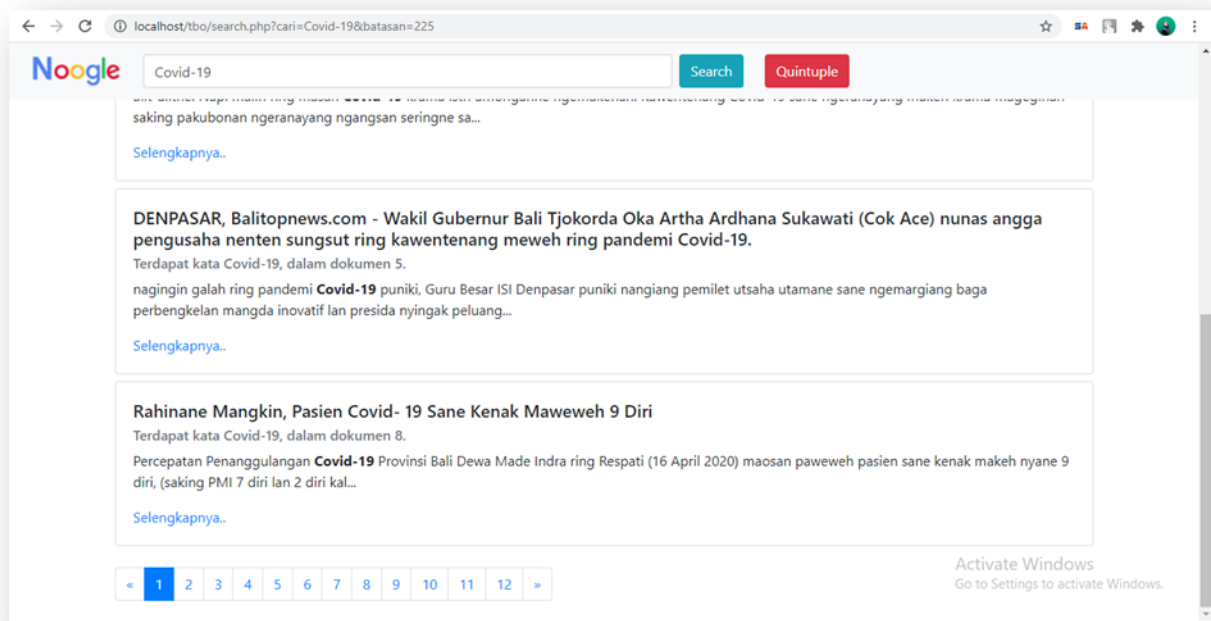 localhost/tbo/search.php?cari=Covid-19&batasan=225
SA
Noogle
Covid-19
Search
Quintuple
saking pakubonan ngeranayang ngangsan seringne sa...
Selengkapnya..
DENPASAR, Balitopnews.com - Wakil Gubernur Bali Tjokorda Oka Artha Ardhana Sukawati (Cok Ace) nunas angga
pengusaha nenten sungsut ring kawentenang meweh ring pandemi Covid-19.
Terdapat kata Covid-19, dalam dokumen 5.
nagingin galah ring pandemi Covid-19 puniki, Guru Besar ISI Denpasar puniki nangiang pemilet utsaha utamane sane ngemargiang baga
perbengkelan mangda inovatif lan presida nyingak peluang...
Selengkapnya..
Rahinane Mangkin, Pasien Covid- 19 Sane Kenak Maweweh 9 Diri
Terdapat kata Covid-19, dalam dokumen 8.
Percepatan Penanggulangan Covid-19 Provinsi Bali Dewa Made Indra ring Respati (16 April 2020) maosan paweweh pasien sane kenak makeh nyane 9
diri, (saking PMI 7 diri lan 2 diri kal...
Selengkapnya..
« 1 2 3 4 5 6 7 8 9 10 11 12 »
Activate Windows
Go to Settings to activate Windows.